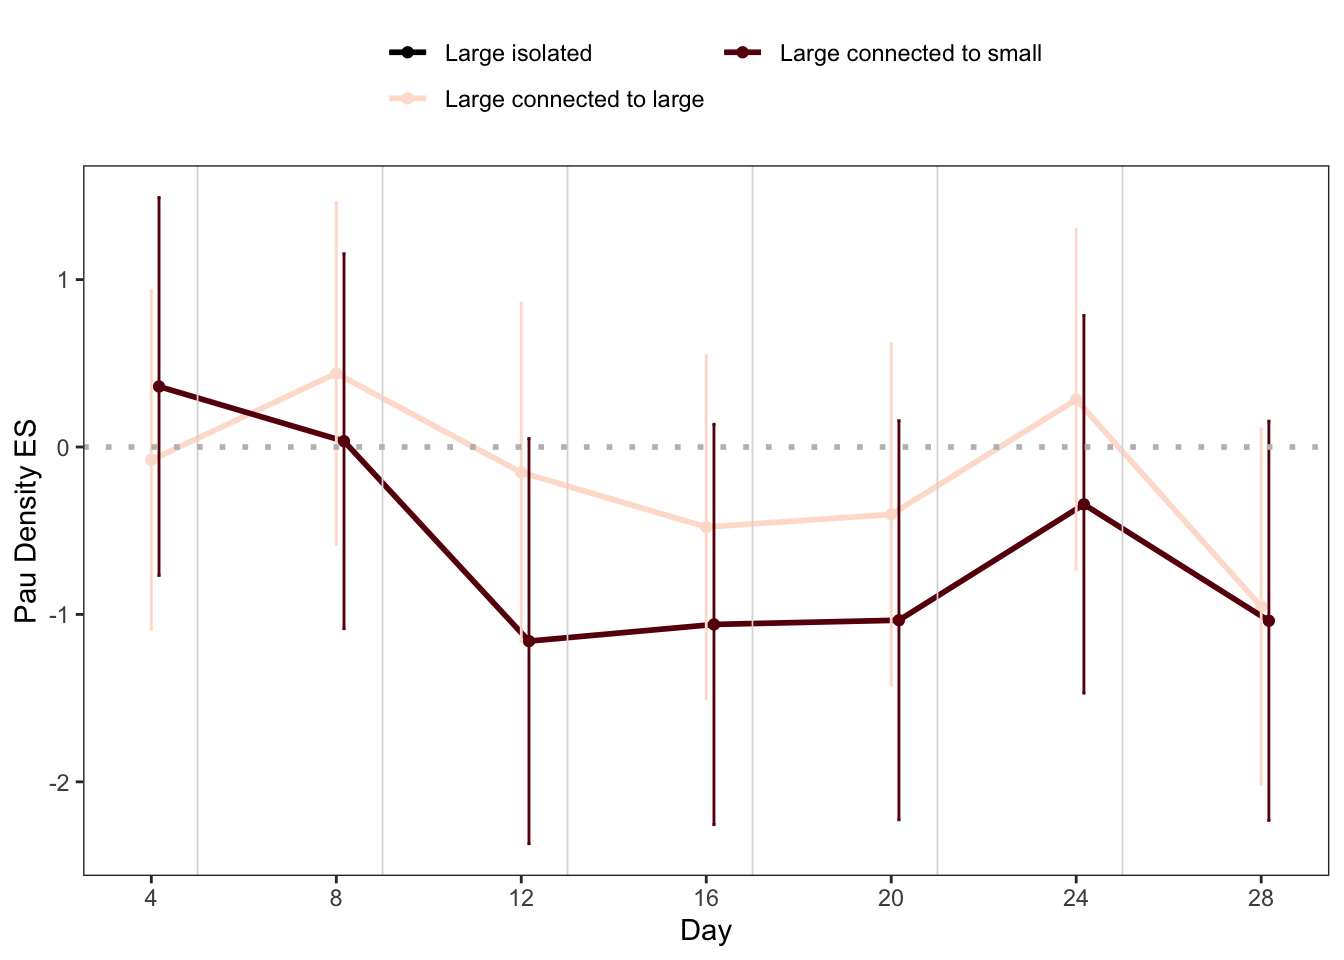 Large isolated
Large connected to small
Large connected to large
Pau Density ES
1
0
-1
-2
4 8 12 16 20 24 28
Day